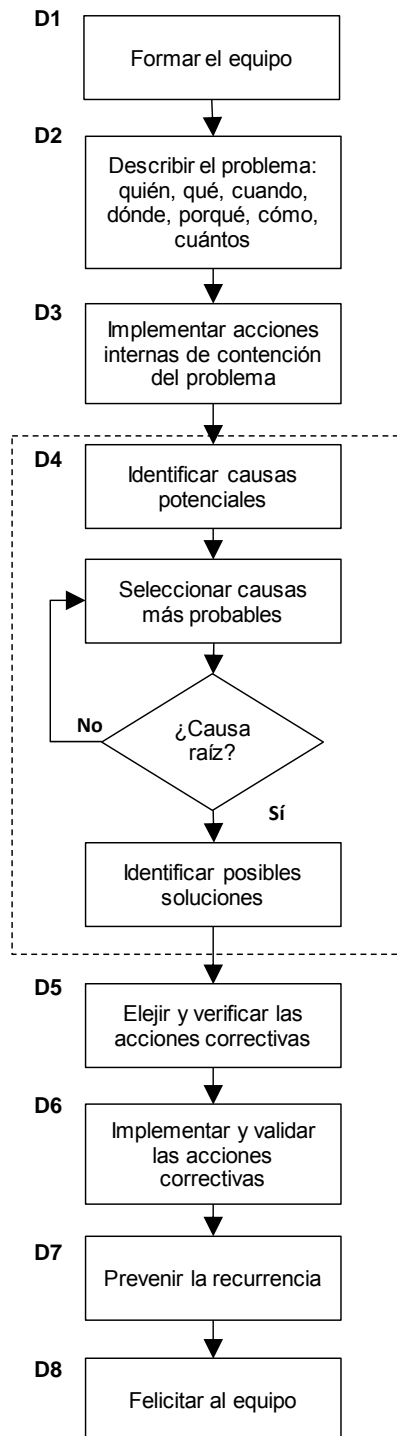 D1
Formar el equipo
D2
Describir el problema:
quién, qué, cuando,
dónde, porqué, cómo,
cuántos
D3
Implementar acciones
internas de contención
del problema
D4
Identificar causas
potenciales
Seleccionar causas
más probables
No
¿Causa
raíz?
Sí
Identificar posibles
soluciones
D5
Elejir y verificar las
acciones correctivas
D6
Implementar y validar
las acciones
correctivas
D7
Prevenir la recurrencia
D8
Felicitar al equipo